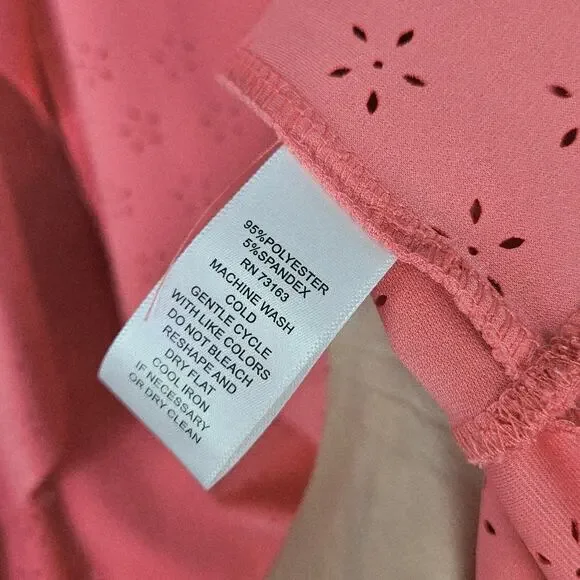 95%POLYESTER
5%SPANDEX
RN 73163
MACHINE WASH
COLD
GENTLE CYCLE
WITH LIKE COLORS
DO NOT BLEACH
RESHAPE AND
DRY FLAT
COOL IRON
IF NECESSARY
OR DRY CLEAN